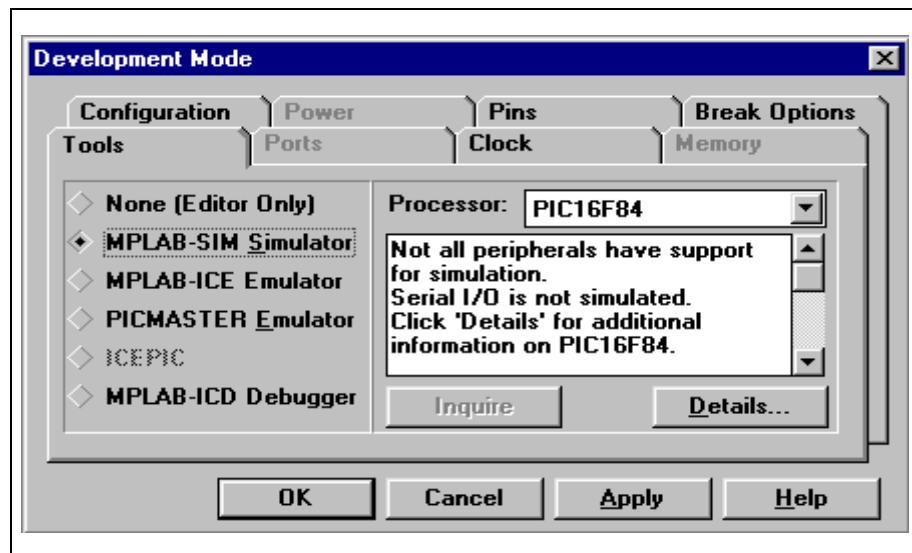 Development Mode
Configuration Power Pins Break Options
Tools Ports Clock Memory
None (Editor Only)
MPLAB-SIM Simulator
MPLAB-ICE Emulator
PICMASTER Emulator
ICEPIC
MPLAB-ICD Debugger
Processor: PIC16F84
Not all peripherals have support
for simulation.
Serial I/O is not simulated.
Click 'Details' for additional
information on PIC16F84.
Inquire Details...
OK Cancel Apply Help